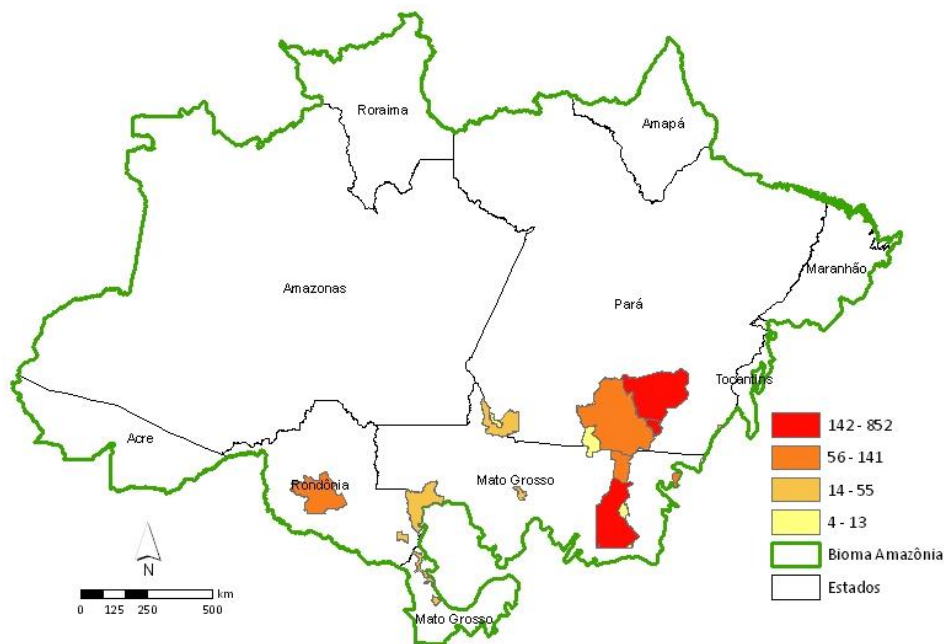 Roraima
Amapá
Maranhão
Amazonas
Pará
Tocantins
Acre
Rondônia
Mato Grosso
Mato Grosso
142 - 852
56 - 141
14 - 55
4 - 13
Bioma Amazônia
Estados
N
km
0 125 250 500